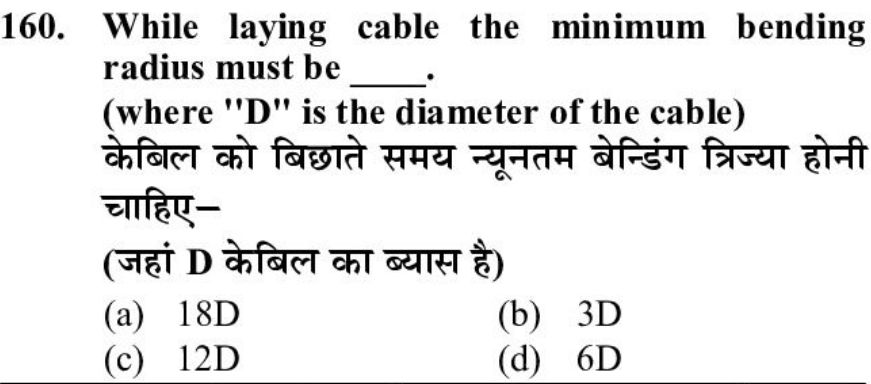 160. While laying cable the minimum bending
radius must be ____.
(where "D" is the diameter of the cable)
केबिल को बिछाते समय न्यूनतम बेन्डिंग त्रिज्या होनी
चाहिए–
(जहां D केबिल का ब्यास है)
(a) 18D (b) 3D
(c) 12D (d) 6D